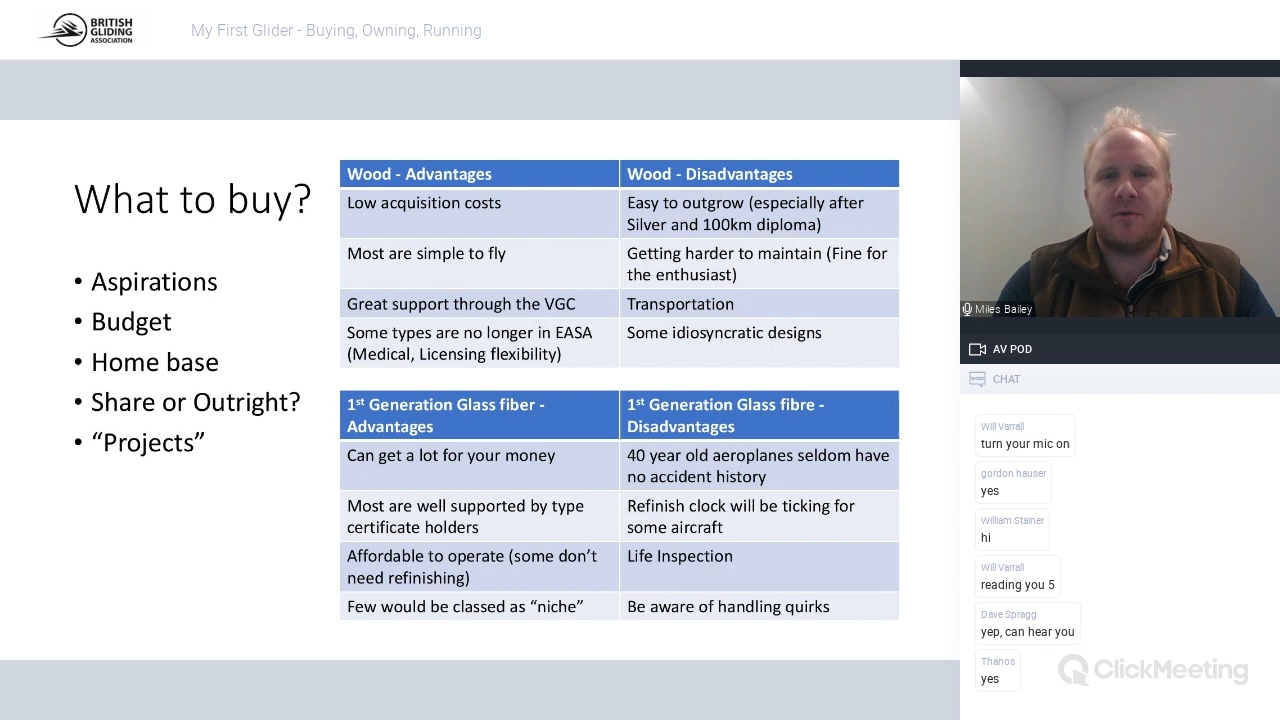 BRITISH
GLIDING
ASSOCIATION
My First Glider - Buying, Owning, Running
What to buy?
• Aspirations
• Budget
• Home base
• Share or Outright?
• “Projects”
Wood - Advantages
Wood - Disadvantages
Low acquisition costs
Easy to outgrow (especially after
Silver and 100km diploma)
Most are simple to fly
Getting harder to maintain (Fine for
the enthusiast)
Great support through the VGC
Transportation
Some types are no longer in EASA
(Medical, Licensing flexibility)
Some idiosyncratic designs
1st Generation Glass fiber -
Advantages
1st Generation Glass fibre -
Disadvantages
Can get a lot for your money
40 year old aeroplanes seldom have
no accident history
Most are well supported by type
certificate holders
Refinish clock will be ticking for
some aircraft
Affordable to operate (some don’t
need refinishing)
Life Inspection
Few would be classed as “niche”
Be aware of handling quirks
Miles Bailey
AV POD
CHAT
Will Varrall
turn your mic on
gordon hauser
yes
William Stainer
hi
Will Varrall
reading you 5
Dave Spragg
yep, can hear you
Thanos
yes
ClickMeeting